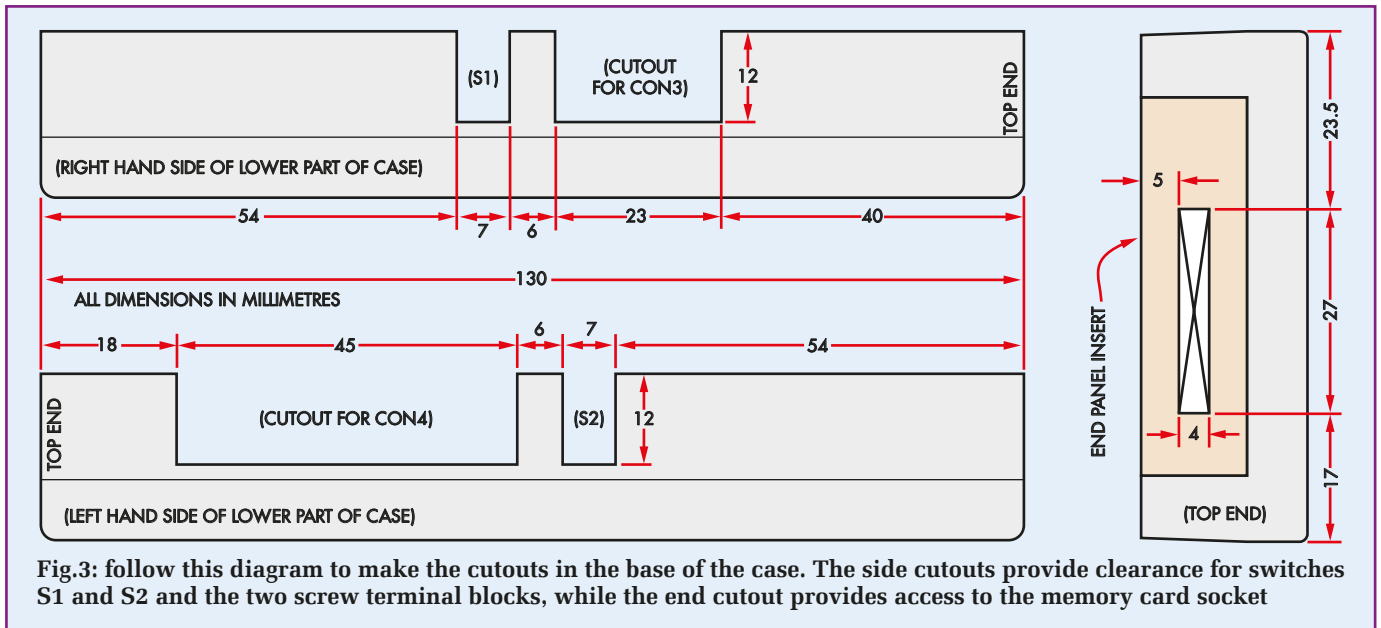 (S1)
(CUTOUT
FOR CON3)
12
TOP END
(RIGHT HAND SIDE OF LOWER PART OF CASE)
54
7
6
23
40
130
ALL DIMENSIONS IN MILLIMETRES
18
45
6
7
54
TOP END
(CUTOUT FOR CON4)
(S2)
12
(LEFT HAND SIDE OF LOWER PART OF CASE)
23.5
5
END PANEL INSERT
27
4
17
(TOP END)
Fig.3: follow this diagram to make the cutouts in the base of the case. The side cutouts provide clearance for switches
S1 and S2 and the two screw terminal blocks, while the end cutout provides access to the memory card socket